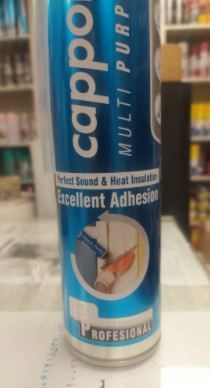 cappo
MULTI PURP
Perfect Sound & Heat Insulation
Excellent Adhesion
PROFESIONAL